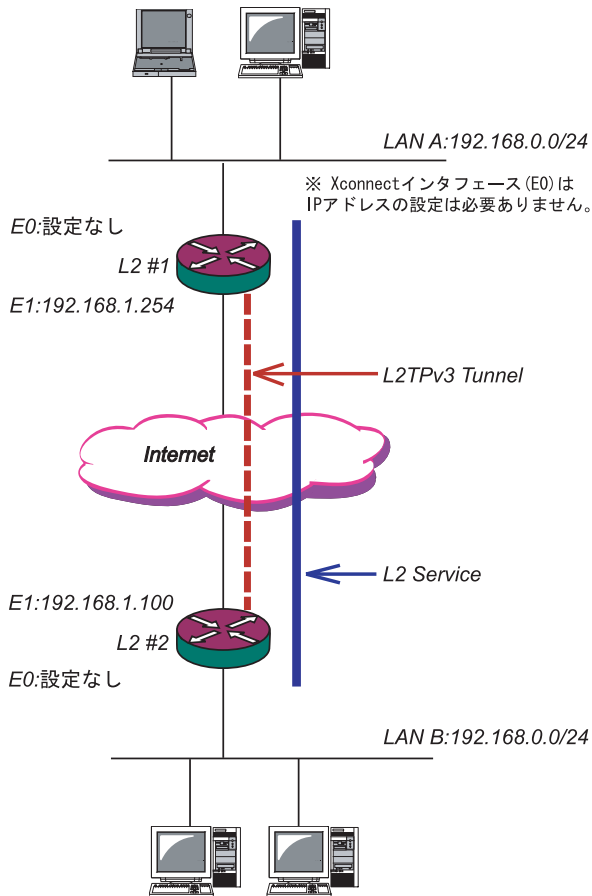 LAN A:192.168.0.0/24
※ Xconnectインタフェース(E0)は
IPアドレスの設定は必要ありません。
E0:設定なし
L2 #1
E1:192.168.1.254
L2TPv3 Tunnel
Internet
L2 Service
E1:192.168.1.100
L2 #2
E0:設定なし
LAN B:192.168.0.0/24